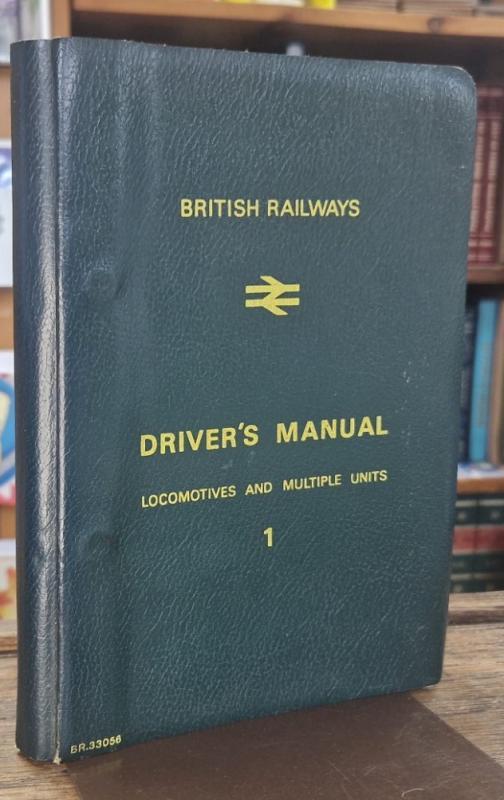 BRITISH RAILWAYS
DRIVER'S MANUAL
LOCOMOTIVES AND MULTIPLE UNITS
1
BR.33056